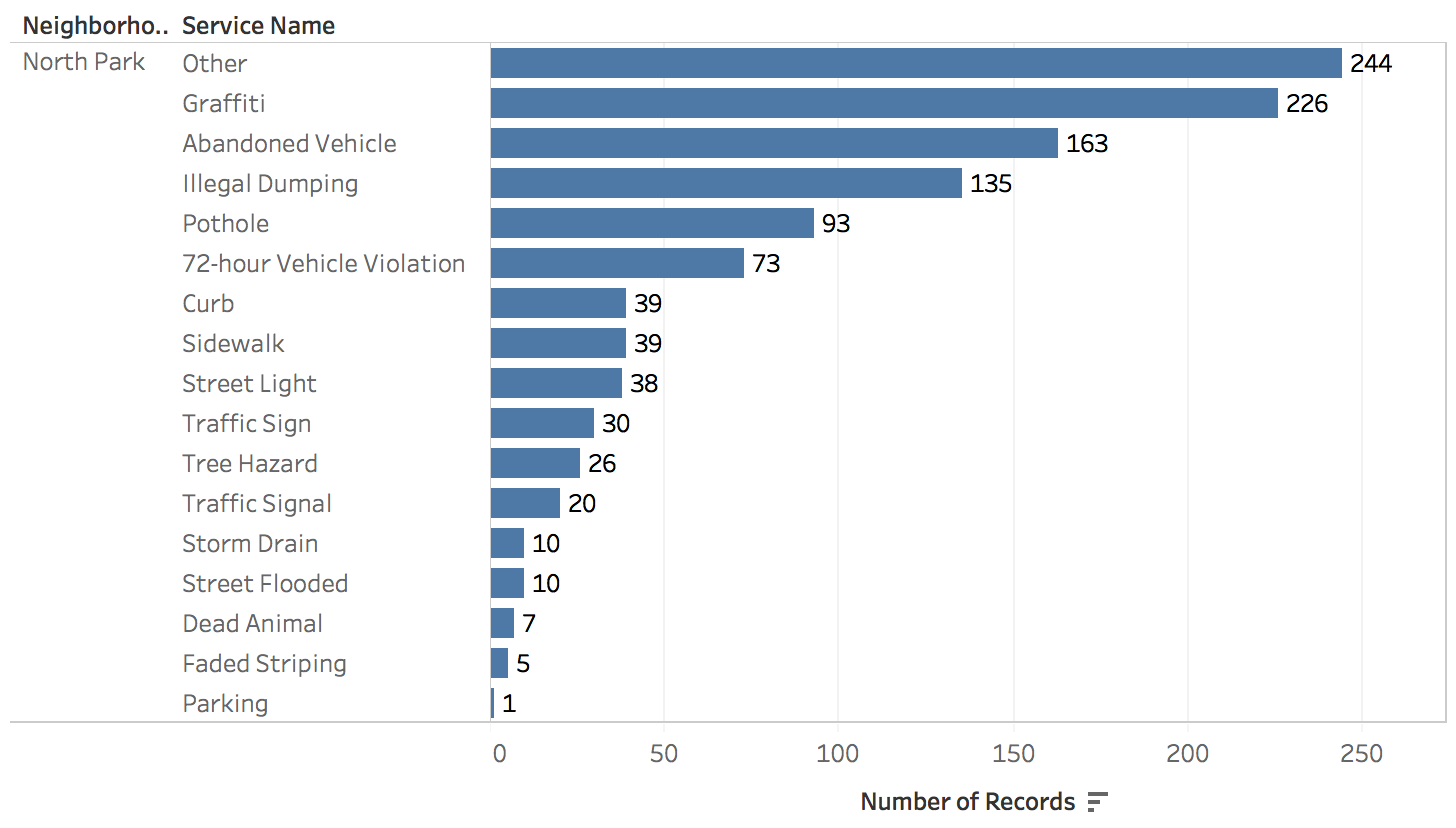 Neighborho.. Service Name
North Park Other 244
Graffiti 226
Abandoned Vehicle 163
Illegal Dumping 135
Pothole 93
72-hour Vehicle Violation 73
Curb 39
Sidewalk 39
Street Light 38
Traffic Sign 30
Tree Hazard 26
Traffic Signal 20
Storm Drain 10
Street Flooded 10
Dead Animal 7
Faded Striping 5
Parking 1
0 50 100 150 200 250
Number of Records